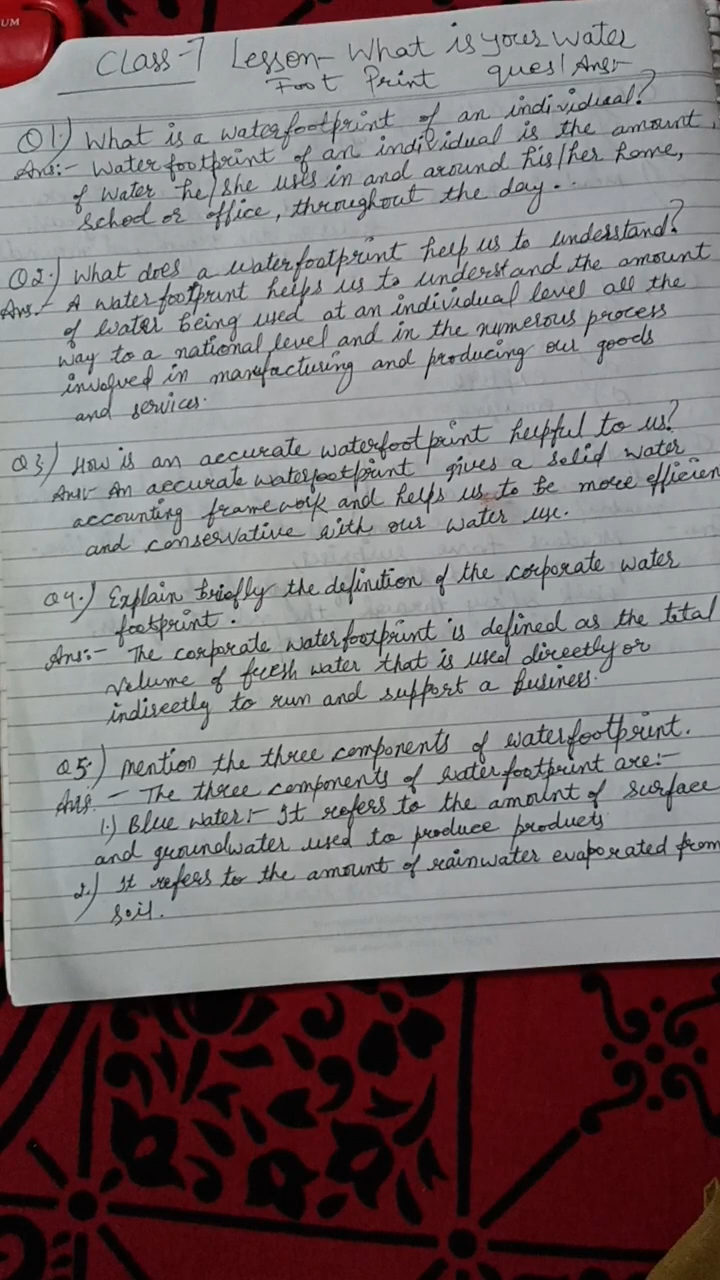 UM
Class-7 Lesson- What is your Water
Foot Print ques/Ans-
Q1.) What is a waterfootprint of an individual?
Ans:- Water footprint of an individual is the amount
of water he/she uses in and around his/her home,
school or office, throughout the day...
Q2.) What does a waterfootprint help us to understand?
Ans.- A waterfootprint helps us to understand the amount
of water being used at an individual level all the
way to a national level and in the numerous process
involved in manufacturing and producing our goods
and services.
Q3) How is an accurate waterfootprint helpful to us?
Ans- An accurate waterfootprint gives a solid water
accounting framework and helps us to be more efficien
and conservative with our water use.
Q4.) Explain briefly the definition of the corporate water
footprint.
Ans:- The corporate waterfootprint is defined as the total
volume of fresh water that is used directly or
indirectly to run and support a business.
Q5.) Mention the three components of waterfootprint.
Ans.- The three components of waterfootprint are:-
1.) Blue water:- It refers to the amount of surface
and groundwater used to produce products
2.) It refers to the amount of rainwater evaporated from
soil.